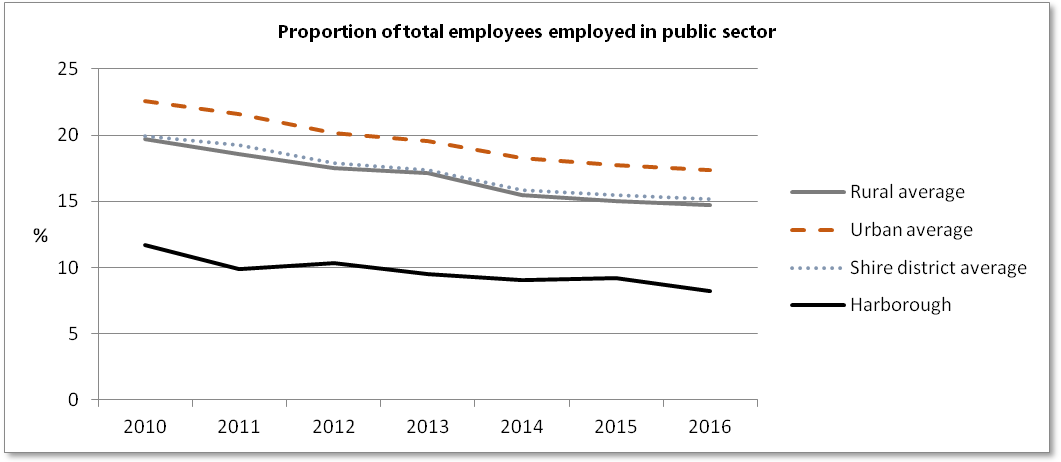 Proportion of total employees employed in public sector
25
20
15
%
10
5
0
2010 2011 2012 2013 2014 2015 2016
Rural average
Urban average
Shire district average
Harborough